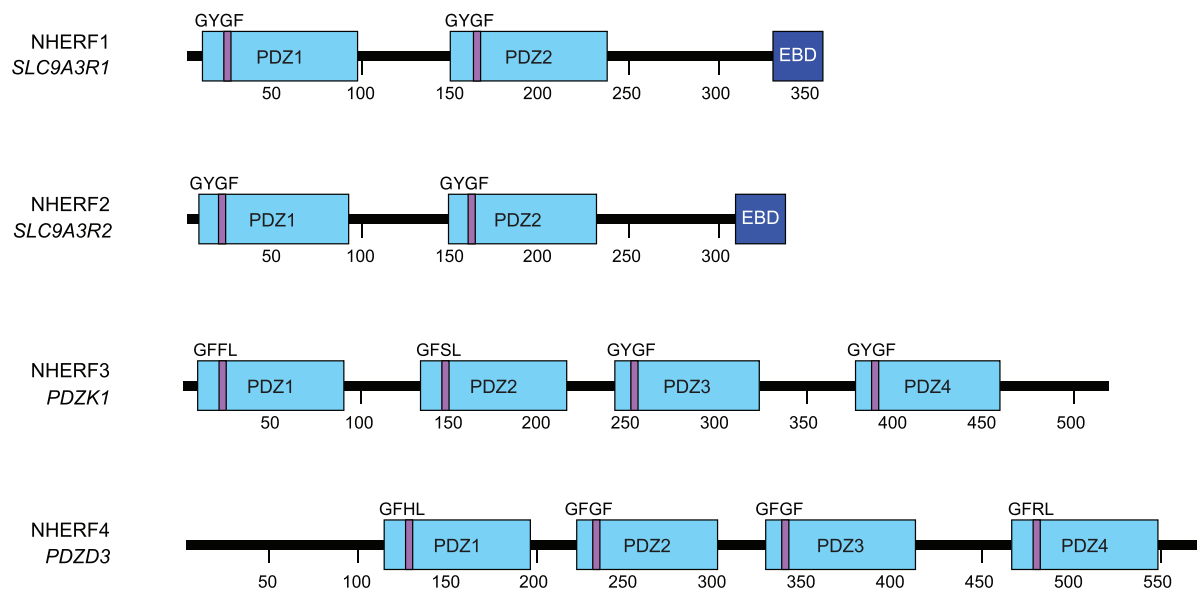 GYGF GYGF
NHERF1
SLC9A3R1
PDZ1 PDZ2 EBD
50 100 150 200 250 300 350
GYGF GYGF
NHERF2
SLC9A3R2
PDZ1 PDZ2 EBD
50 100 150 200 250 300
GFFL GFSL GYGF GYGF
NHERF3
PDZK1
PDZ1 PDZ2 PDZ3 PDZ4
50 100 150 200 250 300 350 400 450 500
GFHL GFGF GFGF GFRL
NHERF4
PDZD3
PDZ1 PDZ2 PDZ3 PDZ4
50 100 150 200 250 300 350 400 450 500 550